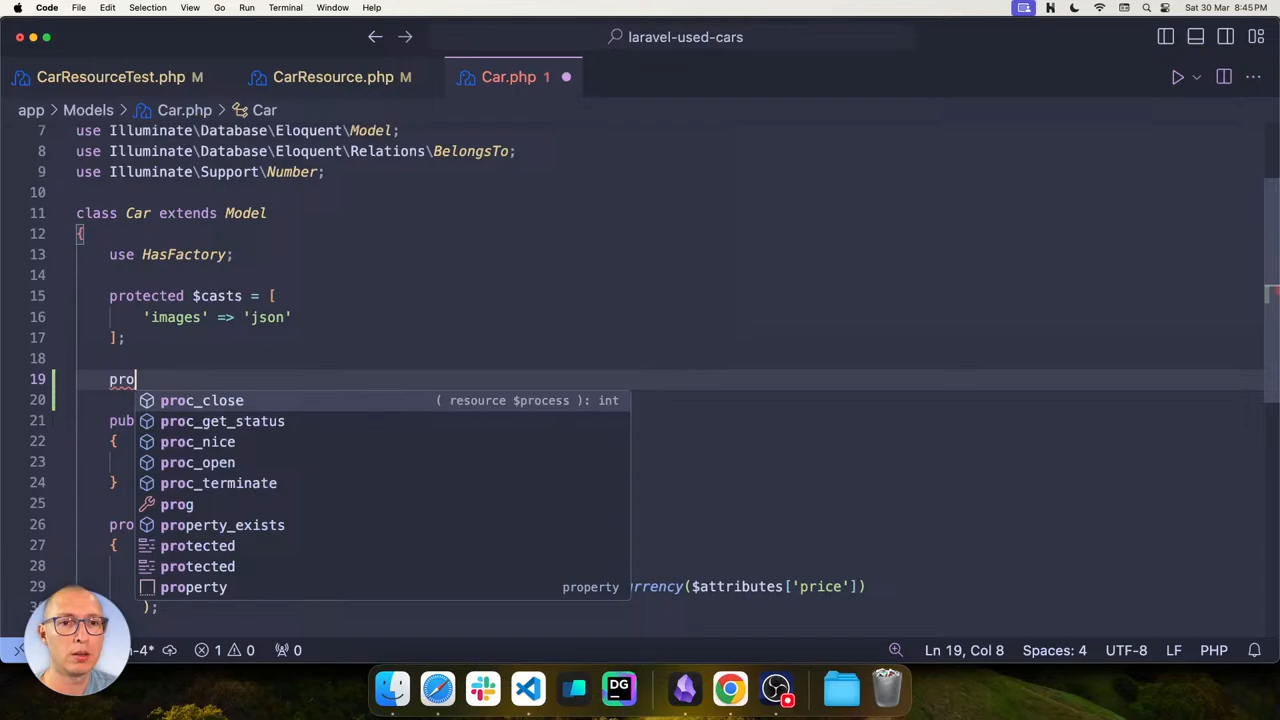 Code File Edit Selection View Go Run Terminal Window Help Sat 30 Mar 8:45 PM
laravel-used-cars
CarResourceTest.php M CarResource.php M Car.php 1
app > Models > Car.php > Car
7 use Illuminate\Database\Eloquent\Model;
8 use Illuminate\Database\Eloquent\Relations\BelongsTo;
9 use Illuminate\Support\Number;
10
11 class Car extends Model
12 {
13 use HasFactory;
14
15 protected $casts = [
16 'images' => 'json'
17 ];
18
19 pro
20 proc_close ( resource $process ): int
21 pub proc_get_status
22 { proc_nice
23 proc_open
24 } proc_terminate
25 prog
26 pro property_exists
27 { protected
28 protected
29 property property rrency($attributes['price'])
);
n-4* 1 0 0 Ln 19, Col 8 Spaces: 4 UTF-8 LF PHP
DG